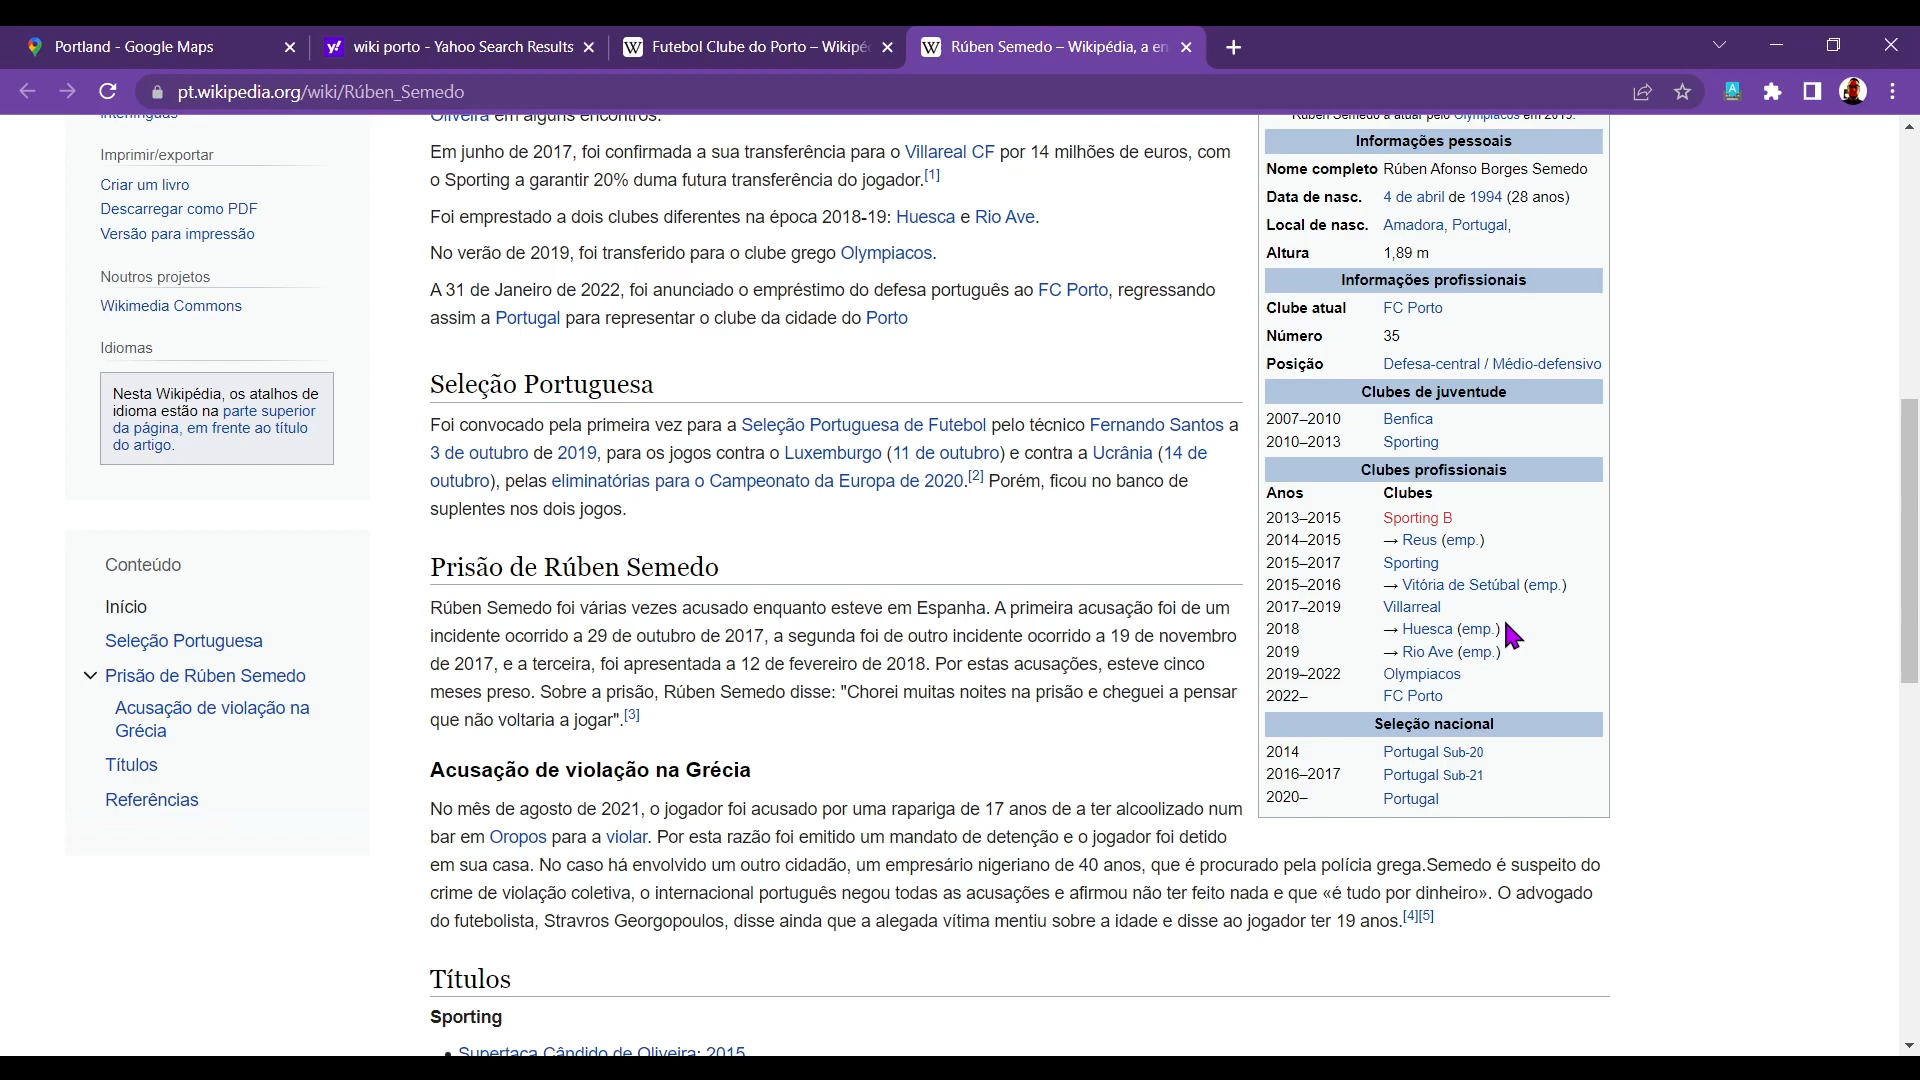 Portland - Google Maps
wiki porto - Yahoo Search Results
Futebol Clube do Porto – Wikipé
Rúben Semedo – Wikipédia, a en
pt.wikipedia.org/wiki/Rúben_Semedo
Interlínguas
Imprimir/exportar
Criar um livro
Descarregar como PDF
Versão para impressão
Noutros projetos
Wikimedia Commons
Idiomas
Nesta Wikipédia, os atalhos de
idioma estão na parte superior
da página, em frente ao título
do artigo.
Conteúdo
Início
Seleção Portuguesa
Prisão de Rúben Semedo
Acusação de violação na
Grécia
Títulos
Referências
Oliveira em alguns encontros.
Em junho de 2017, foi confirmada a sua transferência para o Villareal CF por 14 milhões de euros, com
o Sporting a garantir 20% duma futura transferência do jogador.[1]
Foi emprestado a dois clubes diferentes na época 2018-19: Huesca e Rio Ave.
No verão de 2019, foi transferido para o clube grego Olympiacos.
A 31 de Janeiro de 2022, foi anunciado o empréstimo do defesa português ao FC Porto, regressando
assim a Portugal para representar o clube da cidade do Porto
Seleção Portuguesa
Foi convocado pela primeira vez para a Seleção Portuguesa de Futebol pelo técnico Fernando Santos a
3 de outubro de 2019, para os jogos contra o Luxemburgo (11 de outubro) e contra a Ucrânia (14 de
outubro), pelas eliminatórias para o Campeonato da Europa de 2020.[2] Porém, ficou no banco de
suplentes nos dois jogos.
Prisão de Rúben Semedo
Rúben Semedo foi várias vezes acusado enquanto esteve em Espanha. A primeira acusação foi de um
incidente ocorrido a 29 de outubro de 2017, a segunda foi de outro incidente ocorrido a 19 de novembro
de 2017, e a terceira, foi apresentada a 12 de fevereiro de 2018. Por estas acusações, esteve cinco
meses preso. Sobre a prisão, Rúben Semedo disse: "Chorei muitas noites na prisão e cheguei a pensar
que não voltaria a jogar".[3]
Acusação de violação na Grécia
No mês de agosto de 2021, o jogador foi acusado por uma rapariga de 17 anos de a ter alcoolizado num
bar em Oropos para a violar. Por esta razão foi emitido um mandato de detenção e o jogador foi detido
em sua casa. No caso há envolvido um outro cidadão, um empresário nigeriano de 40 anos, que é procurado pela polícia grega.Semedo é suspeito do
crime de violação coletiva, o internacional português negou todas as acusações e afirmou não ter feito nada e que «é tudo por dinheiro». O advogado
do futebolista, Stravros Georgopoulos, disse ainda que a alegada vítima mentiu sobre a idade e disse ao jogador ter 19 anos.[4][5]
Títulos
Sporting
• Supertaça Cândido de Oliveira: 2015
Rúben Semedo a atuar pelo Olympiacos em 2019.
Informações pessoais
Nome completo Rúben Afonso Borges Semedo
Data de nasc. 4 de abril de 1994 (28 anos)
Local de nasc. Amadora, Portugal,
Altura 1,89 m
Informações profissionais
Clube atual FC Porto
Número 35
Posição Defesa-central / Médio-defensivo
Clubes de juventude
2007–2010 Benfica
2010–2013 Sporting
Clubes profissionais
Anos Clubes
2013–2015 Sporting B
2014–2015 → Reus (emp.)
2015–2017 Sporting
2015–2016 → Vitória de Setúbal (emp.)
2017–2019 Villarreal
2018 → Huesca (emp.)
2019 → Rio Ave (emp.)
2019–2022 Olympiacos
2022– FC Porto
Seleção nacional
2014 Portugal Sub-20
2016–2017 Portugal Sub-21
2020– Portugal